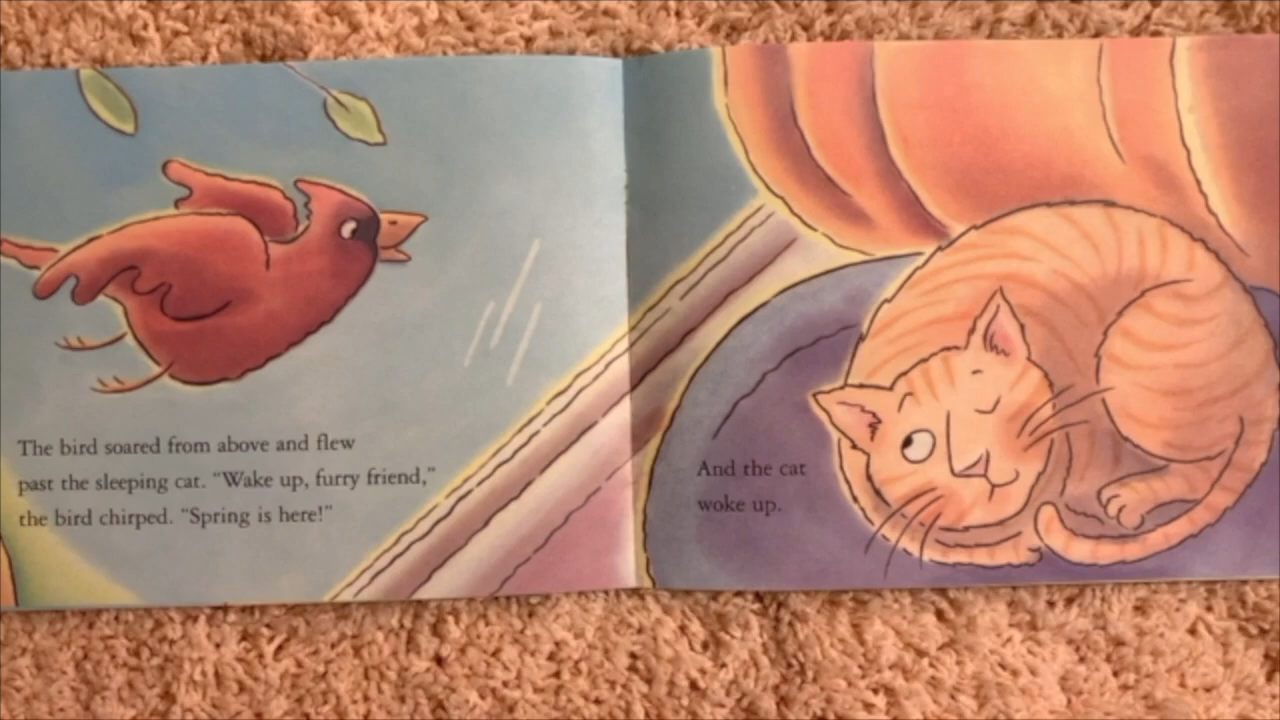 The bird soared from above and flew
past the sleeping cat. “Wake up, furry friend,”
the bird chirped. “Spring is here!”
And the cat
woke up.